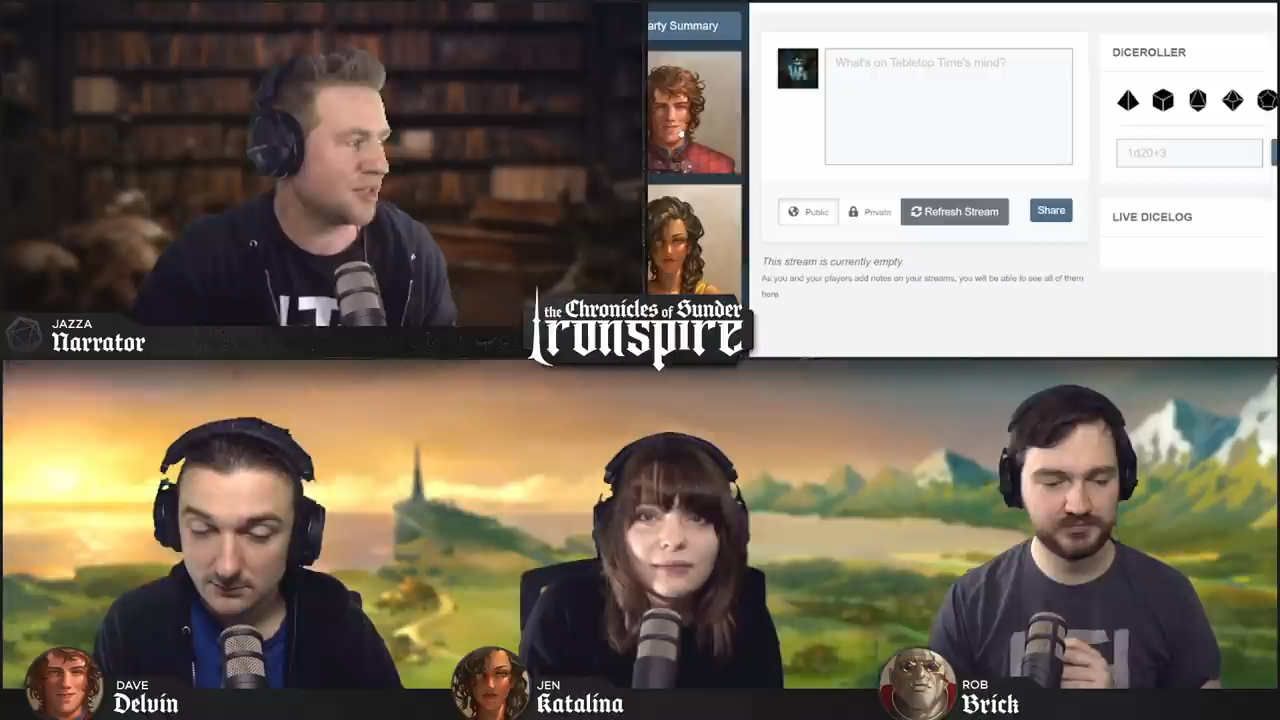 arty Summary
What's on Tabletop Time's mind?
DICEROLLER
1d20+3
Public
Private
Refresh Stream
Share
LIVE DICELOG
This stream is currently empty.
As you and your players add notes on your streams, you will be able to see all of them
here.
JAZZA
Narrator
the Chronicles of Sunder
Ironspire
DAVE
Delvin
JEN
Katalina
ROB
Brick